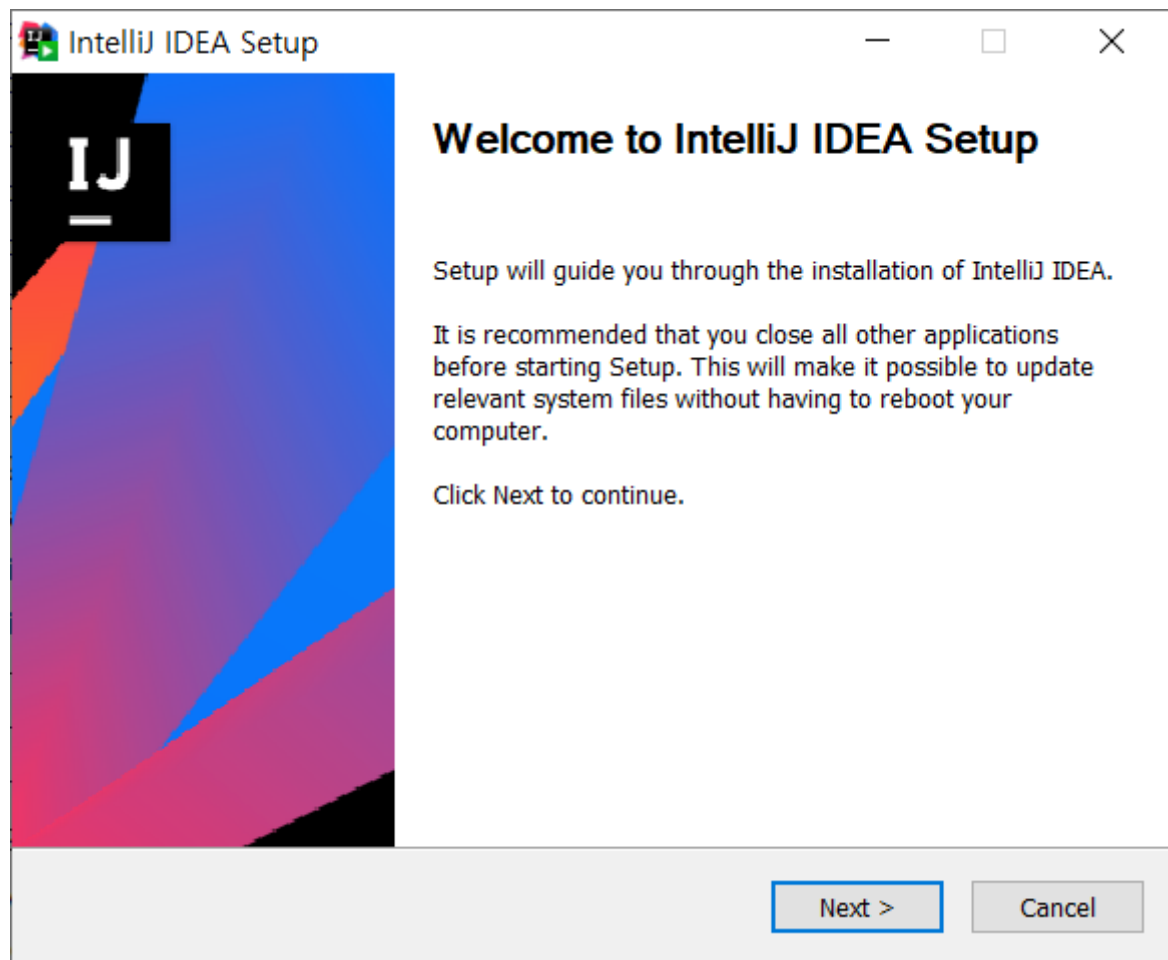 IntelliJ IDEA Setup
IJ
Welcome to IntelliJ IDEA Setup
Setup will guide you through the installation of IntelliJ IDEA.
It is recommended that you close all other applications
before starting Setup. This will make it possible to update
relevant system files without having to reboot your
computer.
Click Next to continue.
Next >
Cancel